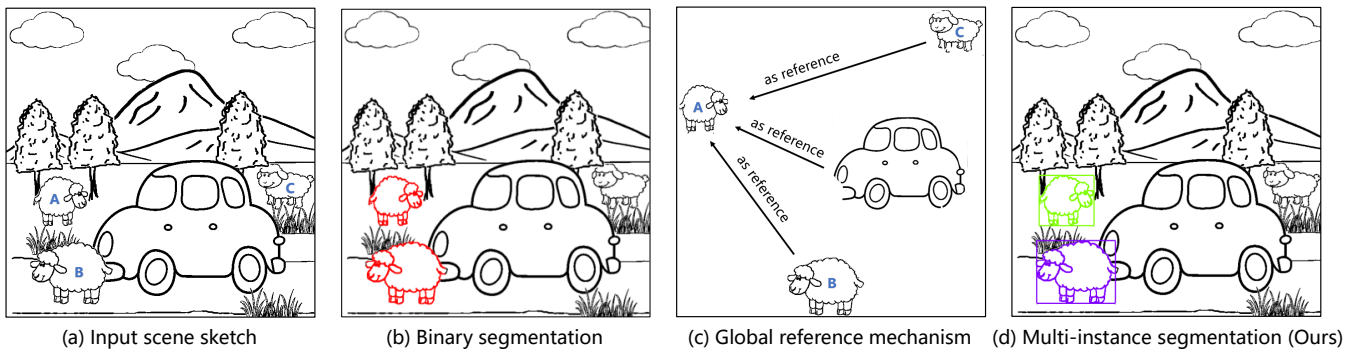 A
B
C
C
as reference
A
as reference
as reference
B
(a) Input scene sketch
(b) Binary segmentation
(c) Global reference mechanism
(d) Multi-instance segmentation (Ours)